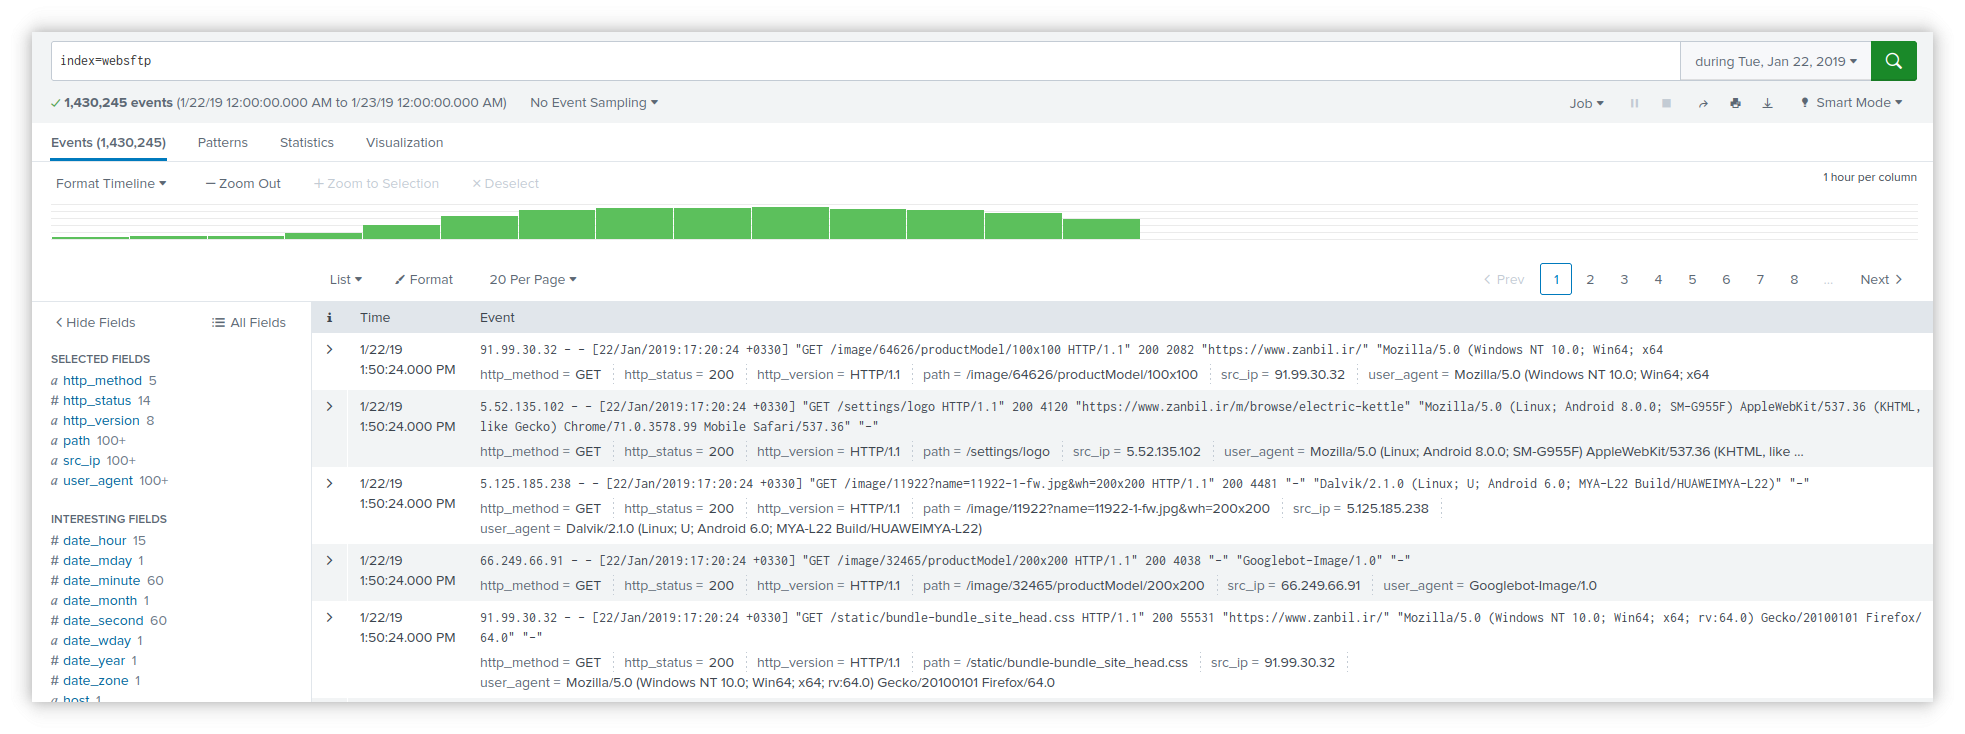 index=websftp
during Tue, Jan 22, 2019
1,430,245 events (1/22/19 12:00:00.000 AM to 1/23/19 12:00:00.000 AM) No Event Sampling
Job Smart Mode
Events (1,430,245) Patterns Statistics Visualization
Format Timeline — Zoom Out + Zoom to Selection × Deselect
1 hour per column
List Format 20 Per Page
< Prev 1 2 3 4 5 6 7 8 ... Next >
< Hide Fields All Fields
SELECTED FIELDS
a http_method 5
# http_status 14
a http_version 8
a path 100+
a src_ip 100+
a user_agent 100+
INTERESTING FIELDS
# date_hour 15
# date_mday 1
# date_minute 60
a date_month 1
# date_second 60
a date_wday 1
# date_year 1
# date_zone 1
a host 1
i Time Event
> 1/22/19
1:50:24.000 PM
91.99.30.32 - - [22/Jan/2019:17:20:24 +0330] "GET /image/64626/productModel/100x100 HTTP/1.1" 200 2082 "https://www.zanbil.ir/" "Mozilla/5.0 (Windows NT 10.0; Win64; x64
http_method = GET http_status = 200 http_version = HTTP/1.1 path = /image/64626/productModel/100x100 src_ip = 91.99.30.32 user_agent = Mozilla/5.0 (Windows NT 10.0; Win64; x64
> 1/22/19
1:50:24.000 PM
5.52.135.102 - - [22/Jan/2019:17:20:24 +0330] "GET /settings/logo HTTP/1.1" 200 4120 "https://www.zanbil.ir/m/browse/electric-kettle" "Mozilla/5.0 (Linux; Android 8.0.0; SM-G955F) AppleWebKit/537.36 (KHTML,
like Gecko) Chrome/71.0.3578.99 Mobile Safari/537.36" "-"
http_method = GET http_status = 200 http_version = HTTP/1.1 path = /settings/logo src_ip = 5.52.135.102 user_agent = Mozilla/5.0 (Linux; Android 8.0.0; SM-G955F) AppleWebKit/537.36 (KHTML, like ...
> 1/22/19
1:50:24.000 PM
5.125.185.238 - - [22/Jan/2019:17:20:24 +0330] "GET /image/11922?name=11922-1-fw.jpg&wh=200x200 HTTP/1.1" 200 4481 "-" "Dalvik/2.1.0 (Linux; U; Android 6.0; MYA-L22 Build/HUAWEIMYA-L22)" "-"
http_method = GET http_status = 200 http_version = HTTP/1.1 path = /image/11922?name=11922-1-fw.jpg&wh=200x200 src_ip = 5.125.185.238
user_agent = Dalvik/2.1.0 (Linux; U; Android 6.0; MYA-L22 Build/HUAWEIMYA-L22)
> 1/22/19
1:50:24.000 PM
66.249.66.91 - - [22/Jan/2019:17:20:24 +0330] "GET /image/32465/productModel/200x200 HTTP/1.1" 200 4038 "-" "Googlebot-Image/1.0" "-"
http_method = GET http_status = 200 http_version = HTTP/1.1 path = /image/32465/productModel/200x200 src_ip = 66.249.66.91 user_agent = Googlebot-Image/1.0
> 1/22/19
1:50:24.000 PM
91.99.30.32 - - [22/Jan/2019:17:20:24 +0330] "GET /static/bundle-bundle_site_head.css HTTP/1.1" 200 55531 "https://www.zanbil.ir/" "Mozilla/5.0 (Windows NT 10.0; Win64; x64; rv:64.0) Gecko/20100101 Firefox/
64.0" "-"
http_method = GET http_status = 200 http_version = HTTP/1.1 path = /static/bundle-bundle_site_head.css src_ip = 91.99.30.32
user_agent = Mozilla/5.0 (Windows NT 10.0; Win64; x64; rv:64.0) Gecko/20100101 Firefox/64.0